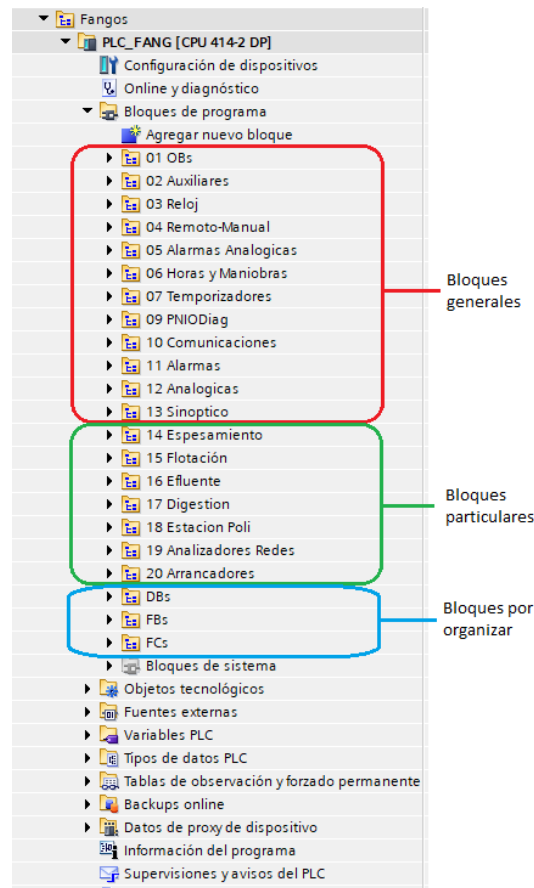 Fangos
PLC_FANG [CPU 414-2 DP]
Configuración de dispositivos
Online y diagnóstico
Bloques de programa
Agregar nuevo bloque
01 OBs
02 Auxiliares
03 Reloj
04 Remoto-Manual
05 Alarmas Analogicas
06 Horas y Maniobras
07 Temporizadores
09 PNIODiag
10 Comunicaciones
11 Alarmas
12 Analogicas
13 Sinoptico
Bloques
generales
14 Espesamiento
15 Flotación
16 Efluente
17 Digestion
18 Estacion Poli
19 Analizadores Redes
20 Arrancadores
Bloques
particulares
DBs
FBs
FCs
Bloques por
organizar
Bloques de sistema
Objetos tecnológicos
Fuentes externas
Variables PLC
Tipos de datos PLC
Tablas de observación y forzado permanente
Backups online
Datos de proxy de dispositivo
Información del programa
Supervisiones y avisos del PLC